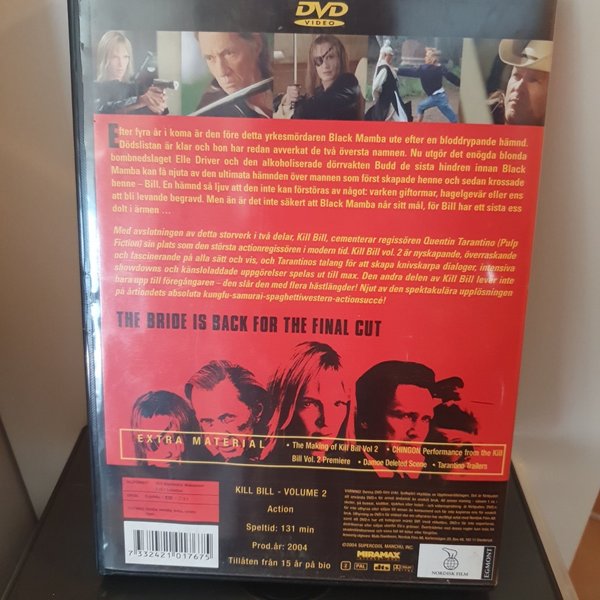 DVD
VIDEO
Efter fyra år i koma är den före detta yrkesmördaren Black Mamba ute efter en bloddrypande hämnd.
Dödslistan är klar och hon har redan avverkat de två översta namnen. Nu utgör det enögda blonda
bombnedslaget Elle Driver och den alkoholiserade dörrvakten Budd de sista hindren innan Black
Mamba kan få njuta av den ultimata hämnden över mannen som först skapade henne och sedan krossade
henne – Bill. En hämnd så ljuv att den inte kan förstöras av något: varken giftormar, hagelgevär eller ens
att bli levande begravd. Men än är det inte säkert att Black Mamba når sitt mål, för Bill har ett sista ess
dolt i ärmen ...
Med avslutningen av detta storverk i två delar, Kill Bill, cementerar regissören Quentin Tarantino (Pulp
Fiction) sin plats som den största actionregissören i modern tid. Kill Bill vol. 2 är nyskapande, överraskande
och fascinerande på alla sätt och vis, och Tarantinos talang för att skapa knivskarpa dialoger, intensiva
showdowns och känsloladdade uppgörelser spelas ut till max. Den andra delen av Kill Bill lever inte
bara upp till föregångaren – den slår den med flera hästlängder! Njut av den spektakulära upplösningen
på årtiondets absoluta kungfu-samurai-spaghettiwestern-actionsuccé!
THE BRIDE IS BACK FOR THE FINAL CUT
EXTRA MATERIAL
• The Making of Kill Bill Vol 2 • CHINGON Performance from the Kill
Bill Vol. 2 Premiere • Damoe Deleted Scene • Tarantino Trailers
KILL BILL - VOLUME 2
Action
Speltid: 131 min
Prod.år: 2004
Tillåten från 15 år på bio
7 332421 017675
©2004 SUPERCOOL MANCHU, INC.
MIRAMAX
2 PAL dts
NORDISK FILM
EGMONT